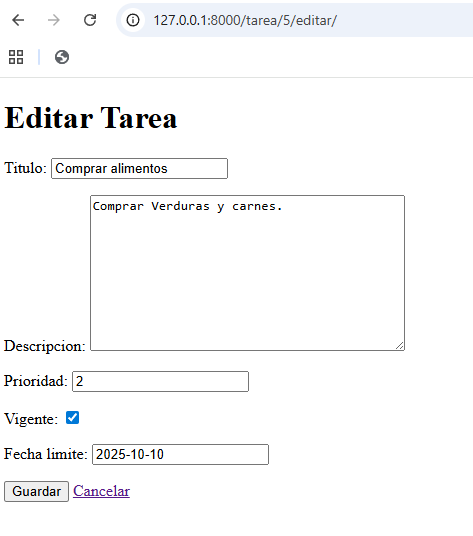 127.0.0.1:8000/tarea/5/editar/
Editar Tarea
Titulo: Comprar alimentos
Comprar Verduras y carnes.
Descripcion:
Prioridad: 2
Vigente:
Fecha limite: 2025-10-10
Guardar Cancelar